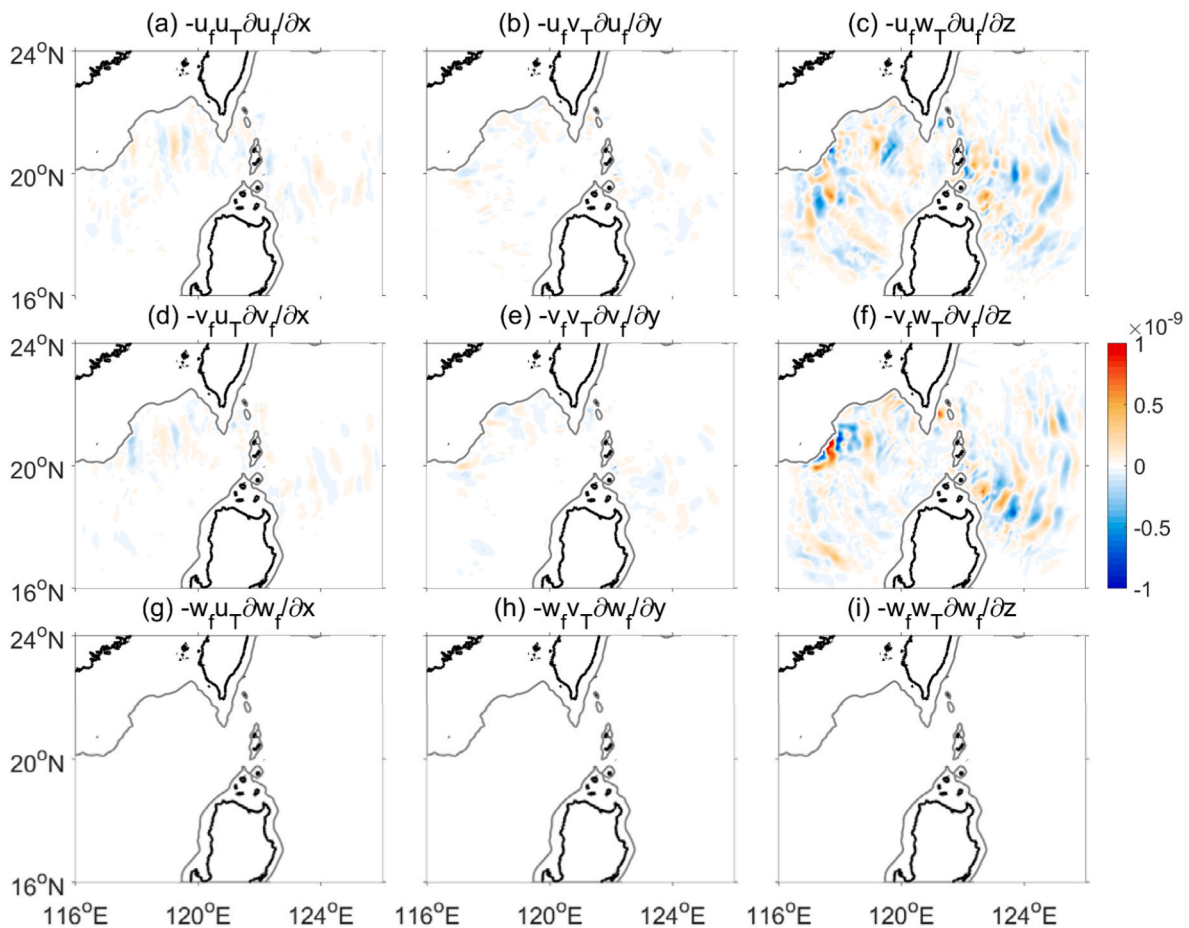 (a) -u_f u_T ∂u_f/∂x
(b) -u_f v_T ∂u_f/∂y
(c) -u_f w_T ∂u_f/∂z
24°N
20°N
16°N
(d) -v_f u_T ∂v_f/∂x
(e) -v_f v_T ∂v_f/∂y
(f) -v_f w_T ∂v_f/∂z
24°N
20°N
16°N
×10⁻⁹
1
0.5
0
-0.5
-1
(g) -w_f u_T ∂w_f/∂x
(h) -w_f v_T ∂w_f/∂y
(i) -w_f w_T ∂w_f/∂z
24°N
20°N
16°N
116°E 120°E 124°E 116°E 120°E 124°E 116°E 120°E 124°E